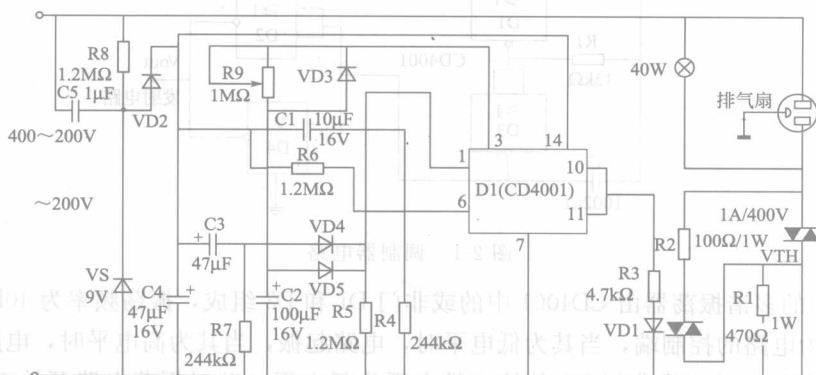 R8
1.2MΩ
C5 1μF
400～200V
～200V
VD2
VS
9V
C4
47μF
16V
R7
244kΩ
C3
47μF
R9
1MΩ
VD3
C1 10μF
16V
R6
1.2MΩ
VD4
VD5
C2
100μF
16V
R5
1.2MΩ
R4
244kΩ
1
3
14
6
10
11
7
D1(CD4001)
R3
4.7kΩ
VD1
40W
排气扇
R2
100Ω/1W
1A/400V
VTH
R1
470Ω
1W